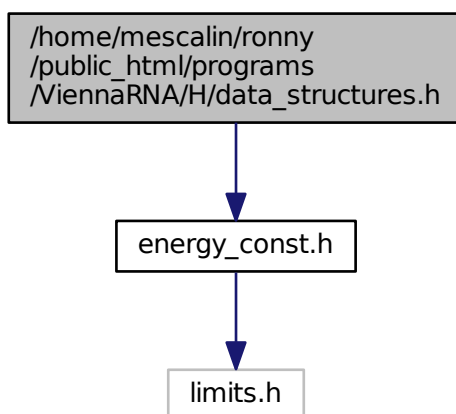 /home/mescalin/ronny
/public_html/programs
/ViennaRNA/H/data_structures.h
energy_const.h
limits.h